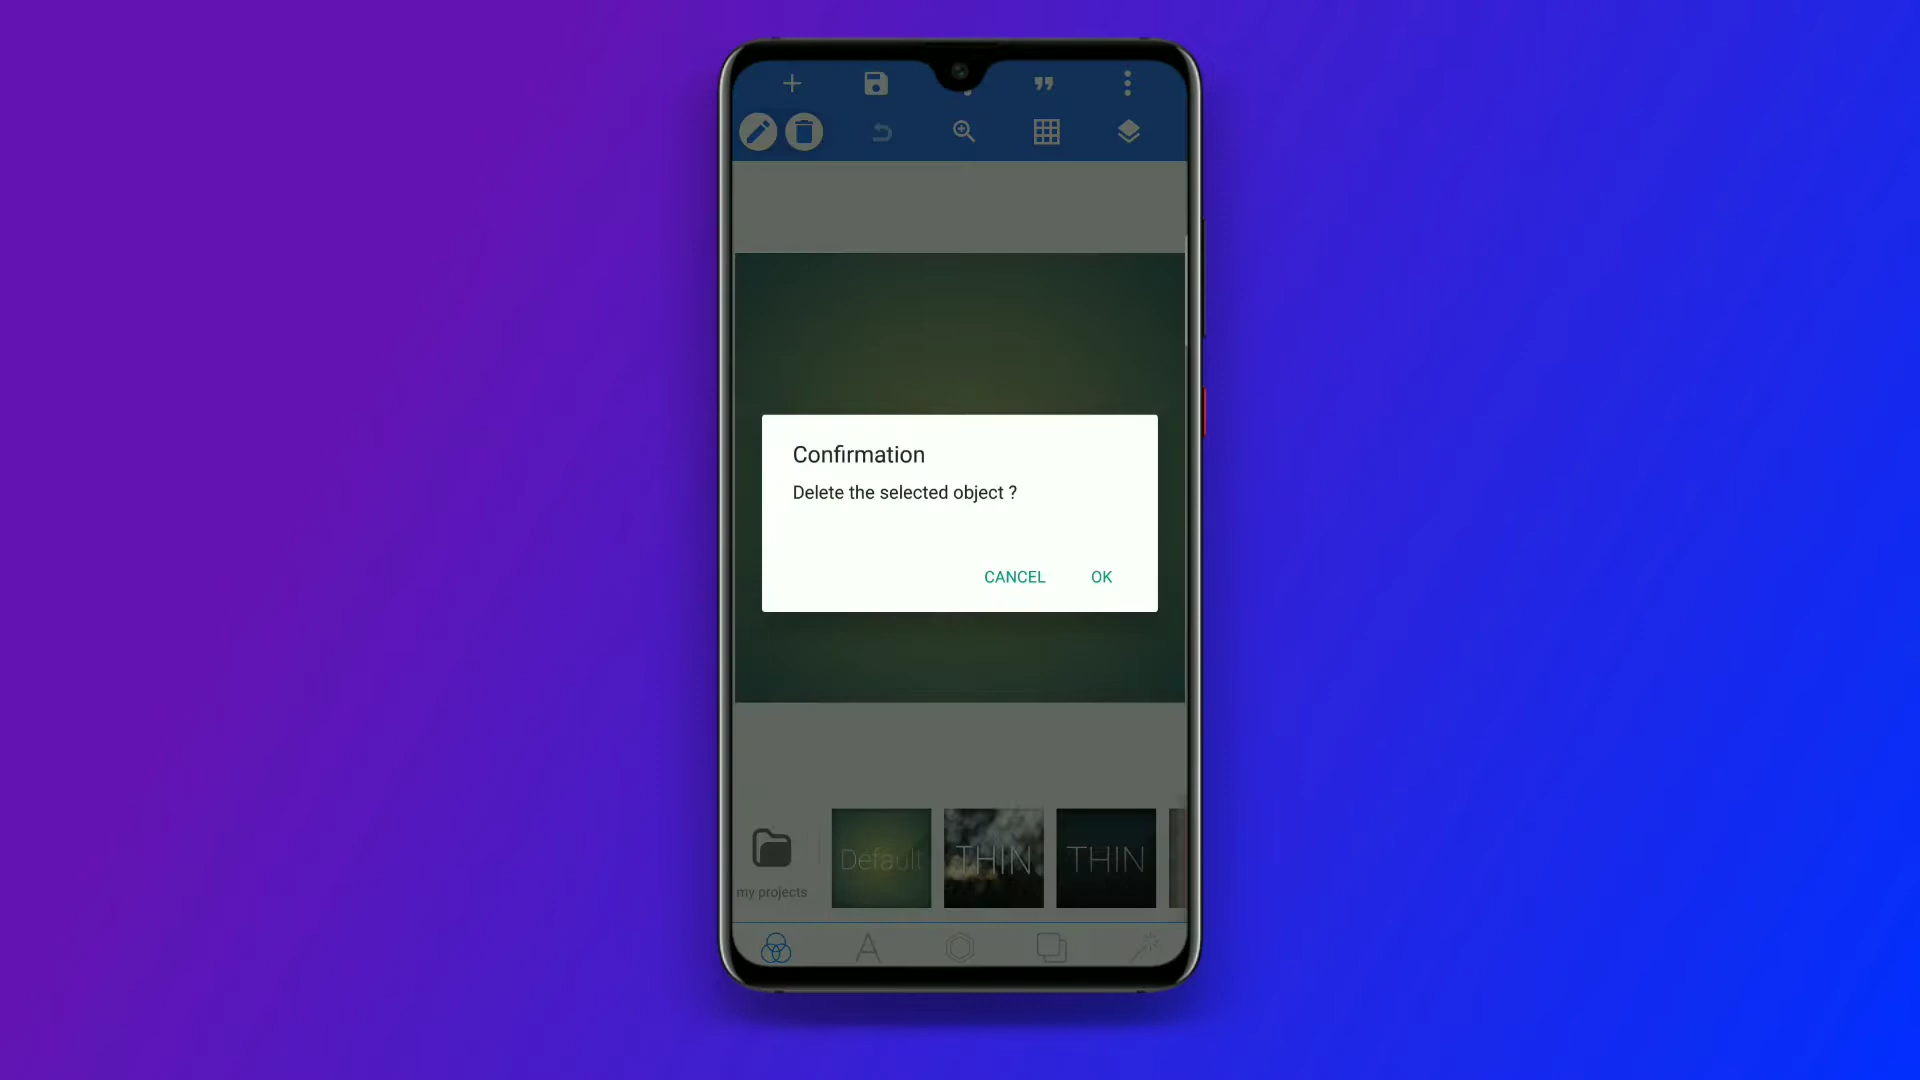 Confirmation
Delete the selected object ?
CANCEL OK
my projects
Default
THIN
THIN
A